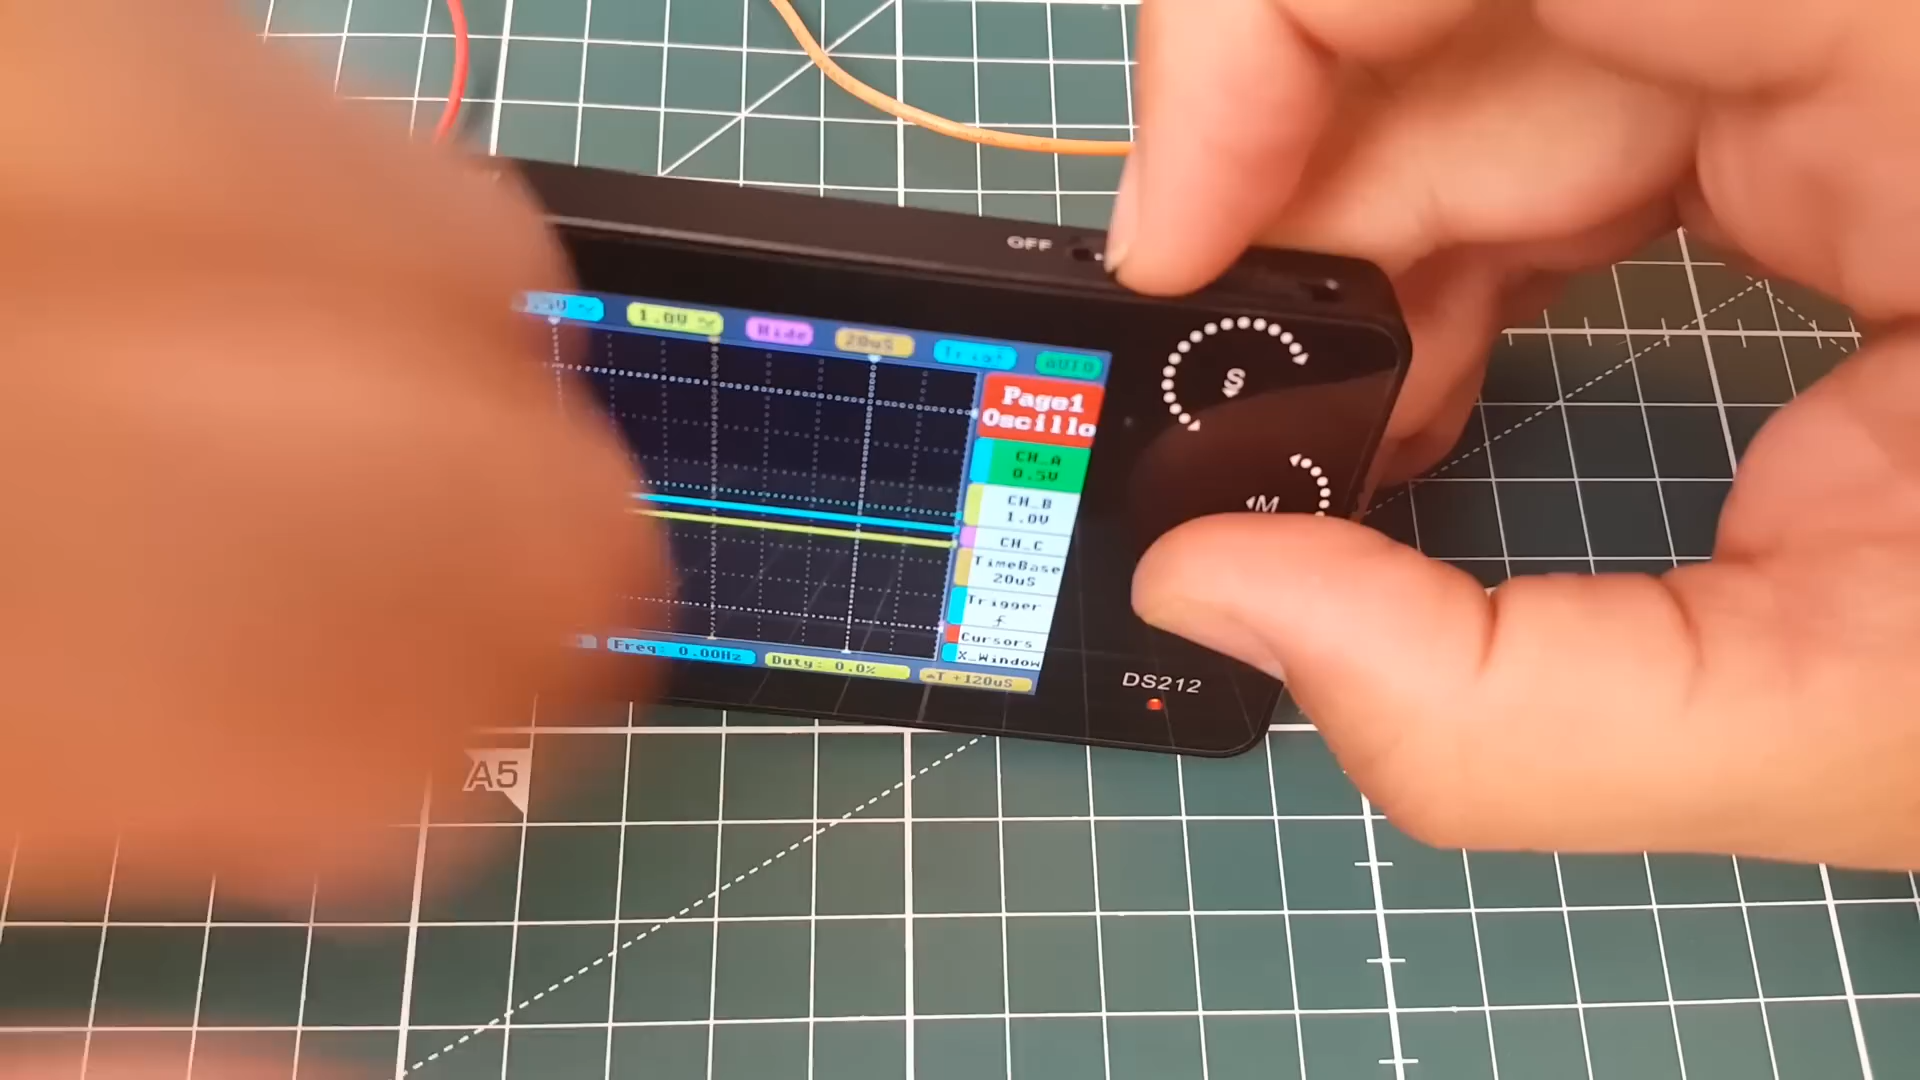 OFF
1.0V
Hide
20uS
Trig?
AUTO
Page1
Oscillo
CH_A
0.5V
CH_B
1.0V
CH_C
TimeBase
20uS
Trigger
Cursors
X_Window
Freq: 0.00Hz
Duty: 0.0%
▲T +120uS
S
M
DS212
A5